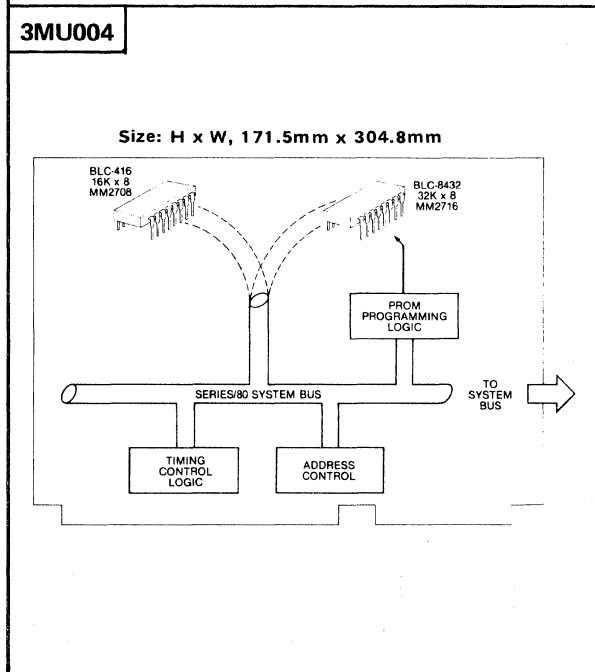 3MU004
Size: H x W, 171.5mm x 304.8mm
BLC-416
16K x 8
MM2708
BLC-8432
32K x 8
MM2716
PROM
PROGRAMMING
LOGIC
SERIES/80 SYSTEM BUS
TO
SYSTEM
BUS
TIMING
CONTROL
LOGIC
ADDRESS
CONTROL